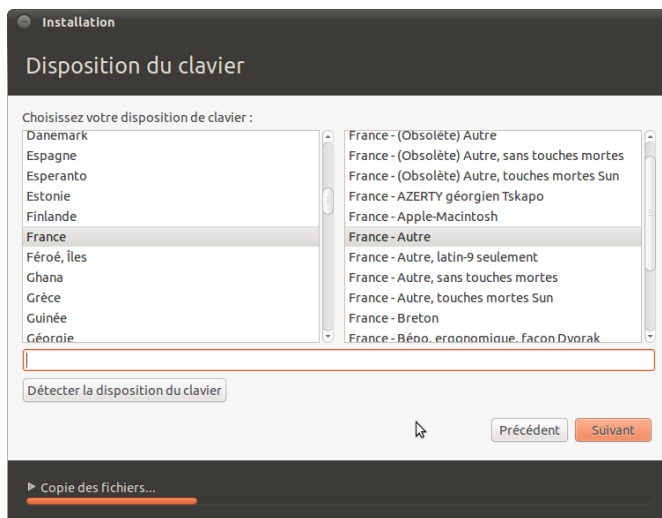 Installation
Disposition du clavier
Choisissez votre disposition de clavier :
Danemark
Espagne
Esperanto
Estonie
Finlande
France
Féroé, Îles
Ghana
Grèce
Guinée
Géorgie
France - (Obsolète) Autre
France - (Obsolète) Autre, sans touches mortes
France - (Obsolète) Autre, touches mortes Sun
France - AZERTY géorgien Tskapo
France - Apple-Macintosh
France - Autre
France - Autre, latin-9 seulement
France - Autre, sans touches mortes
France - Autre, touches mortes Sun
France - Breton
France - Bépo, ergonomique, façon Dvorak
Détecter la disposition du clavier
Précédent
Suivant
Copie des fichiers...